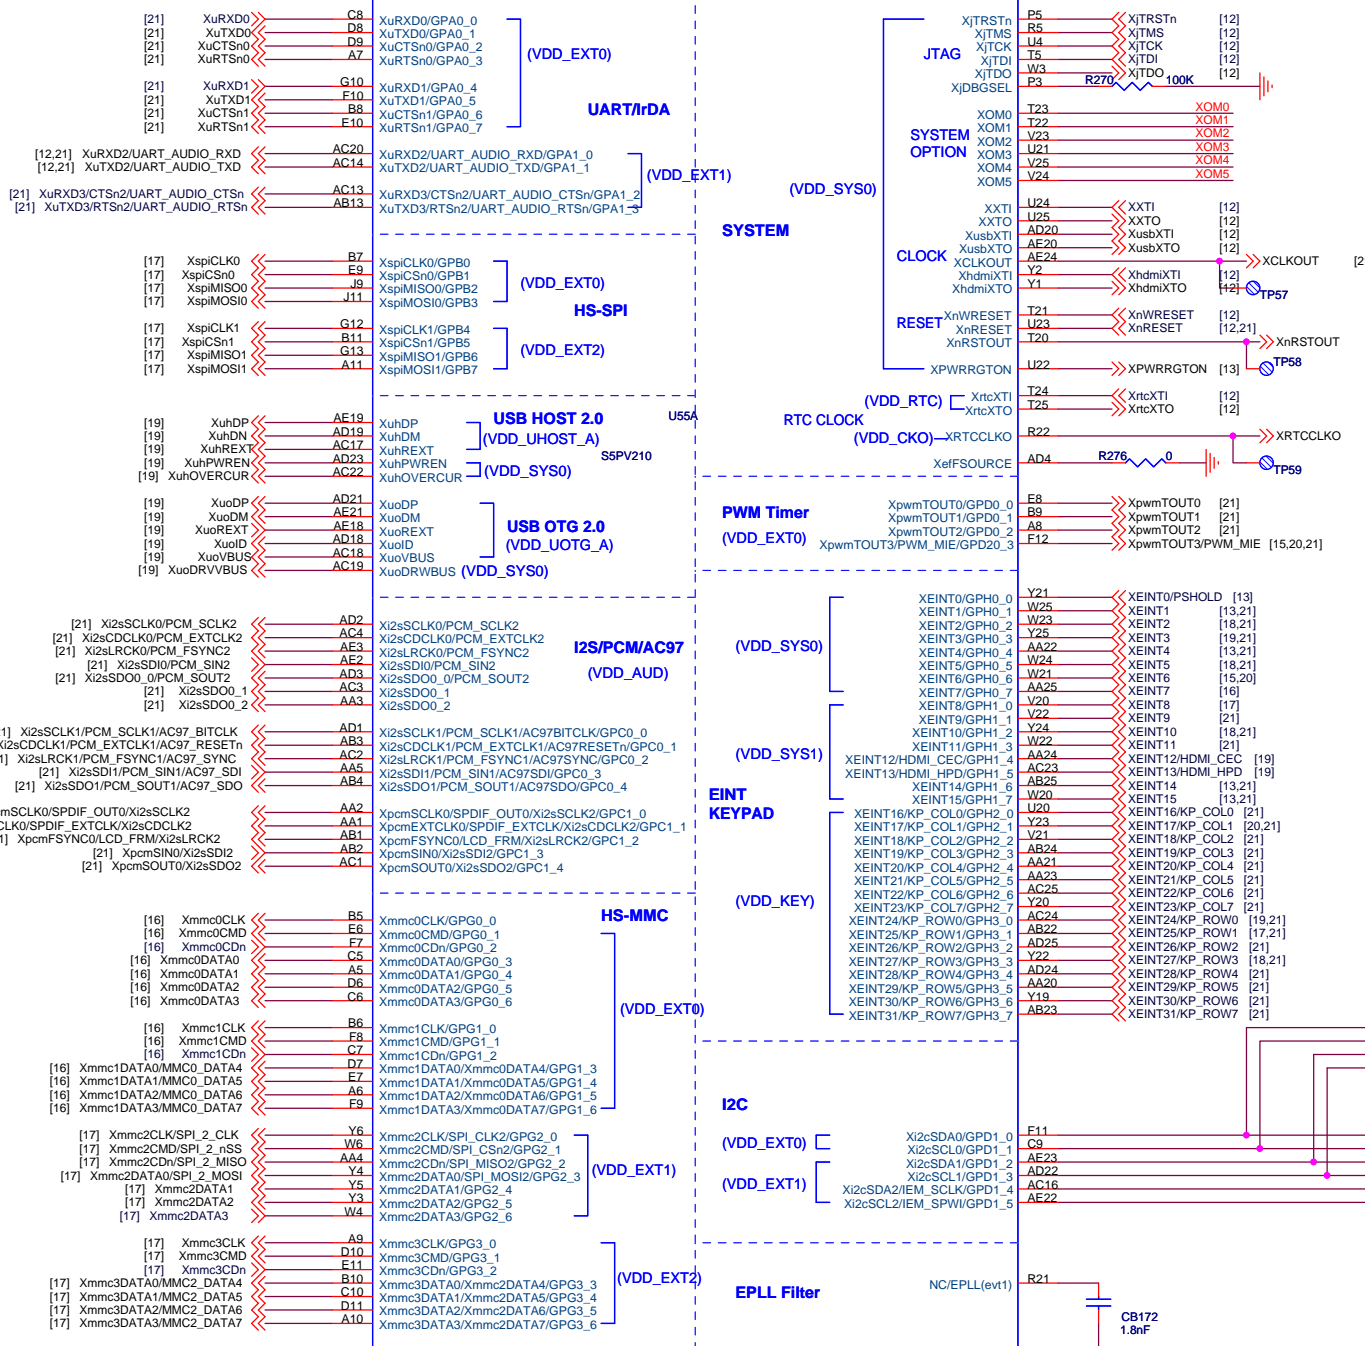 [21] XuRXD0 C8 XuRXD0/GPA0_0
[21] XuTXD0 D8 XuTXD0/GPA0_1
[21] XuCTSn0 D9 XuCTSn0/GPA0_2
[21] XuRTSn0 A7 XuRTSn0/GPA0_3
(VDD_EXT0)
[21] XuRXD1 G10 XuRXD1/GPA0_4
[21] XuTXD1 F10 XuTXD1/GPA0_5
[21] XuCTSn1 B8 XuCTSn1/GPA0_6
[21] XuRTSn1 E10 XuRTSn1/GPA0_7
UART/IrDA
[12,21] XuRXD2/UART_AUDIO_RXD AC20 XuRXD2/UART_AUDIO_RXD/GPA1_0
[12,21] XuTXD2/UART_AUDIO_TXD AC14 XuTXD2/UART_AUDIO_TXD/GPA1_1
(VDD_EXT1)
[21] XuRXD3/CTSn2/UART_AUDIO_CTSn AC13 XuRXD3/CTSn2/UART_AUDIO_CTSn/GPA1_2
[21] XuTXD3/RTSn2/UART_AUDIO_RTSn AB13 XuTXD3/RTSn2/UART_AUDIO_RTSn/GPA1_3
[17] XspiCLK0 B7 XspiCLK0/GPB0
[17] XspiCSn0 E9 XspiCSn0/GPB1
[17] XspiMISO0 J9 XspiMISO0/GPB2
[17] XspiMOSI0 J11 XspiMOSI0/GPB3
(VDD_EXT0)
HS-SPI
[17] XspiCLK1 G12 XspiCLK1/GPB4
[17] XspiCSn1 B11 XspiCSn1/GPB5
[17] XspiMISO1 G13 XspiMISO1/GPB6
[17] XspiMOSI1 A11 XspiMOSI1/GPB7
(VDD_EXT2)
USB HOST 2.0
U55A
[19] XuhDP AE19 XuhDP
[19] XuhDN AD19 XuhDM
[19] XuhREXT AC17 XuhREXT
[19] XuhPWREN AD23 XuhPWREN
[19] XuhOVERCUR AC22 XuhOVERCUR
(VDD_UHOST_A)
S5PV210
(VDD_SYS0)
[19] XuoDP AD21 XuoDP
[19] XuoDM AE21 XuoDM
[19] XuoREXT AE18 XuoREXT
[19] XuoID AD18 XuoID
[19] XuoVBUS AC18 XuoVBUS
[19] XuoDRVVBUS AC19 XuoDRWBUS (VDD_SYS0)
USB OTG 2.0
(VDD_UOTG_A)
[21] Xi2sSCLK0/PCM_SCLK2 AD2 Xi2sSCLK0/PCM_SCLK2
[21] Xi2sCDCLK0/PCM_EXTCLK2 AC4 Xi2sCDCLK0/PCM_EXTCLK2
[21] Xi2sLRCK0/PCM_FSYNC2 AE3 Xi2sLRCK0/PCM_FSYNC2
[21] Xi2sSDI0/PCM_SIN2 AE2 Xi2sSDI0/PCM_SIN2
[21] Xi2sSDO0_0/PCM_SOUT2 AD3 Xi2sSDO0_0/PCM_SOUT2
[21] Xi2sSDO0_1 AC3 Xi2sSDO0_1
[21] Xi2sSDO0_2 AA3 Xi2sSDO0_2
I2S/PCM/AC97
(VDD_AUD)
1] Xi2sSCLK1/PCM_SCLK1/AC97_BITCLK AD1 Xi2sSCLK1/PCM_SCLK1/AC97BITCLK/GPC0_0
Xi2sCDCLK1/PCM_EXTCLK1/AC97_RESETn AB3 Xi2sCDCLK1/PCM_EXTCLK1/AC97RESETn/GPC0_1
] Xi2sLRCK1/PCM_FSYNC1/AC97_SYNC AC2 Xi2sLRCK1/PCM_FSYNC1/AC97SYNC/GPC0_2
[21] Xi2sSDI1/PCM_SIN1/AC97_SDI AA5 Xi2sSDI1/PCM_SIN1/AC97SDI/GPC0_3
[21] Xi2sSDO1/PCM_SOUT1/AC97_SDO AB4 Xi2sSDO1/PCM_SOUT1/AC97SDO/GPC0_4
mSCLK0/SPDIF_OUT0/Xi2sSCLK2 AA2 XpcmSCLK0/SPDIF_OUT0/Xi2sSCLK2/GPC1_0
CLK0/SPDIF_EXTCLK/Xi2sCDCLK2 AA1 XpcmEXTCLK0/SPDIF_EXTCLK/Xi2sCDCLK2/GPC1_1
] XpcmFSYNC0/LCD_FRM/Xi2sLRCK2 AB1 XpcmFSYNC0/LCD_FRM/Xi2sLRCK2/GPC1_2
[21] XpcmSIN0/Xi2sSDI2 AB2 XpcmSIN0/Xi2sSDI2/GPC1_3
[21] XpcmSOUT0/Xi2sSDO2 AC1 XpcmSOUT0/Xi2sSDO2/GPC1_4
HS-MMC
[16] Xmmc0CLK B5 Xmmc0CLK/GPG0_0
[16] Xmmc0CMD E6 Xmmc0CMD/GPG0_1
[16] Xmmc0CDn F7 Xmmc0CDn/GPG0_2
[16] Xmmc0DATA0 C5 Xmmc0DATA0/GPG0_3
[16] Xmmc0DATA1 A5 Xmmc0DATA1/GPG0_4
[16] Xmmc0DATA2 D6 Xmmc0DATA2/GPG0_5
[16] Xmmc0DATA3 C6 Xmmc0DATA3/GPG0_6
(VDD_EXT0)
[16] Xmmc1CLK B6 Xmmc1CLK/GPG1_0
[16] Xmmc1CMD F8 Xmmc1CMD/GPG1_1
[16] Xmmc1CDn C7 Xmmc1CDn/GPG1_2
[16] Xmmc1DATA0/MMC0_DATA4 D7 Xmmc1DATA0/Xmmc0DATA4/GPG1_3
[16] Xmmc1DATA1/MMC0_DATA5 E7 Xmmc1DATA1/Xmmc0DATA5/GPG1_4
[16] Xmmc1DATA2/MMC0_DATA6 A6 Xmmc1DATA2/Xmmc0DATA6/GPG1_5
[16] Xmmc1DATA3/MMC0_DATA7 F9 Xmmc1DATA3/Xmmc0DATA7/GPG1_6
[17] Xmmc2CLK/SPI_2_CLK Y6 Xmmc2CLK/SPI_CLK2/GPG2_0
[17] Xmmc2CMD/SPI_2_nSS W6 Xmmc2CMD/SPI_CSn2/GPG2_1
[17] Xmmc2CDn/SPI_2_MISO AA4 Xmmc2CDn/SPI_MISO2/GPG2_2
[17] Xmmc2DATA0/SPI_2_MOSI Y4 Xmmc2DATA0/SPI_MOSI2/GPG2_3
[17] Xmmc2DATA1 Y5 Xmmc2DATA1/GPG2_4
[17] Xmmc2DATA2 Y3 Xmmc2DATA2/GPG2_5
[17] Xmmc2DATA3 W4 Xmmc2DATA3/GPG2_6
(VDD_EXT1)
[17] Xmmc3CLK A9 Xmmc3CLK/GPG3_0
[17] Xmmc3CMD D10 Xmmc3CMD/GPG3_1
[17] Xmmc3CDn E11 Xmmc3CDn/GPG3_2
[17] Xmmc3DATA0/MMC2_DATA4 B10 Xmmc3DATA0/Xmmc2DATA4/GPG3_3
[17] Xmmc3DATA1/MMC2_DATA5 C10 Xmmc3DATA1/Xmmc2DATA5/GPG3_4
[17] Xmmc3DATA2/MMC2_DATA6 D11 Xmmc3DATA2/Xmmc2DATA6/GPG3_5
[17] Xmmc3DATA3/MMC2_DATA7 A10 Xmmc3DATA3/Xmmc2DATA7/GPG3_6
(VDD_EXT2)
XjTRSTn P5 XjTRSTn [12]
XjTMS R5 XjTMS [12]
XjTCK U4 XjTCK [12]
XjTDI T5 XjTDI [12]
XjTDO W3 XjTDO [12]
XjDBGSEL P3 R270 100K
JTAG
XOM0 T23 XOM0
XOM1 T22 XOM1
XOM2 V23 XOM2
XOM3 U21 XOM3
XOM4 V25 XOM4
XOM5 V24 XOM5
SYSTEM
OPTION
(VDD_SYS0)
SYSTEM
XXTI U24 XXTI [12]
XXTO U25 XXTO [12]
XusbXTI AD20 XusbXTI [12]
XusbXTO AE20 XusbXTO [12]
XCLKOUT AE24 XCLKOUT [2
XhdmiXTI Y2 XhdmiXTI [12]
XhdmiXTO Y1 XhdmiXTO [12] TP57
CLOCK
XnWRESET T21 XnWRESET [12]
XnRESET U23 XnRESET [12,21]
XnRSTOUT T20 XnRSTOUT
RESET
XPWRRGTON U22 XPWRRGTON [13] TP58
(VDD_RTC) XrtcXTI T24 XrtcXTI [12]
XrtcXTO T25 XrtcXTO [12]
RTC CLOCK
(VDD_CKO) XRTCCLKO R22 XRTCCLKO
XefFSOURCE AD4 R276 0 TP59
PWM Timer
(VDD_EXT0)
XpwmTOUT0/GPD0_0 E8 XpwmTOUT0 [21]
XpwmTOUT1/GPD0_1 B9 XpwmTOUT1 [21]
XpwmTOUT2/GPD0_2 A8 XpwmTOUT2 [21]
XpwmTOUT3/PWM_MIE/GPD20_3 F12 XpwmTOUT3/PWM_MIE [15,20,21]
XEINT0/GPH0_0 Y21 XEINT0/PSHOLD [13]
XEINT1/GPH0_1 W25 XEINT1 [13,21]
XEINT2/GPH0_2 W23 XEINT2 [18,21]
XEINT3/GPH0_3 Y25 XEINT3 [19,21]
XEINT4/GPH0_4 AA22 XEINT4 [13,21]
XEINT5/GPH0_5 W24 XEINT5 [18,21]
XEINT6/GPH0_6 W21 XEINT6 [15,20]
XEINT7/GPH0_7 AA25 XEINT7 [16]
(VDD_SYS0)
XEINT8/GPH1_0 V20 XEINT8 [17]
XEINT9/GPH1_1 V22 XEINT9 [21]
XEINT10/GPH1_2 Y24 XEINT10 [18,21]
XEINT11/GPH1_3 W22 XEINT11 [21]
XEINT12/HDMI_CEC/GPH1_4 AA24 XEINT12/HDMI_CEC [19]
XEINT13/HDMI_HPD/GPH1_5 AC23 XEINT13/HDMI_HPD [19]
XEINT14/GPH1_6 AB25 XEINT14 [13,21]
XEINT15/GPH1_7 W20 XEINT15 [13,21]
(VDD_SYS1)
EINT
KEYPAD
XEINT16/KP_COL0/GPH2_0 U20 XEINT16/KP_COL0 [21]
XEINT17/KP_COL1/GPH2_1 Y23 XEINT17/KP_COL1 [20,21]
XEINT18/KP_COL2/GPH2_2 V21 XEINT18/KP_COL2 [21]
XEINT19/KP_COL3/GPH2_3 AB24 XEINT19/KP_COL3 [21]
XEINT20/KP_COL4/GPH2_4 AA21 XEINT20/KP_COL4 [21]
XEINT21/KP_COL5/GPH2_5 AA23 XEINT21/KP_COL5 [21]
XEINT22/KP_COL6/GPH2_6 AC25 XEINT22/KP_COL6 [21]
XEINT23/KP_COL7/GPH2_7 Y20 XEINT23/KP_COL7 [21]
XEINT24/KP_ROW0/GPH3_0 AC24 XEINT24/KP_ROW0 [19,21]
XEINT25/KP_ROW1/GPH3_1 AB22 XEINT25/KP_ROW1 [17,21]
XEINT26/KP_ROW2/GPH3_2 AD25 XEINT26/KP_ROW2 [21]
XEINT27/KP_ROW3/GPH3_3 Y22 XEINT27/KP_ROW3 [18,21]
XEINT28/KP_ROW4/GPH3_4 AD24 XEINT28/KP_ROW4 [21]
XEINT29/KP_ROW5/GPH3_5 AA20 XEINT29/KP_ROW5 [21]
XEINT30/KP_ROW6/GPH3_6 Y19 XEINT30/KP_ROW6 [21]
XEINT31/KP_ROW7/GPH3_7 AB23 XEINT31/KP_ROW7 [21]
(VDD_KEY)
I2C
(VDD_EXT0)
Xi2cSDA0/GPD1_0 F11
Xi2cSCL0/GPD1_1 C9
Xi2cSDA1/GPD1_2 AE23
Xi2cSCL1/GPD1_3 AD22
Xi2cSDA2/IEM_SCLK/GPD1_4 AC16
Xi2cSCL2/IEM_SPWI/GPD1_5 AE22
(VDD_EXT1)
EPLL Filter
NC/EPLL(evt1) R21
CB172
1.8nF